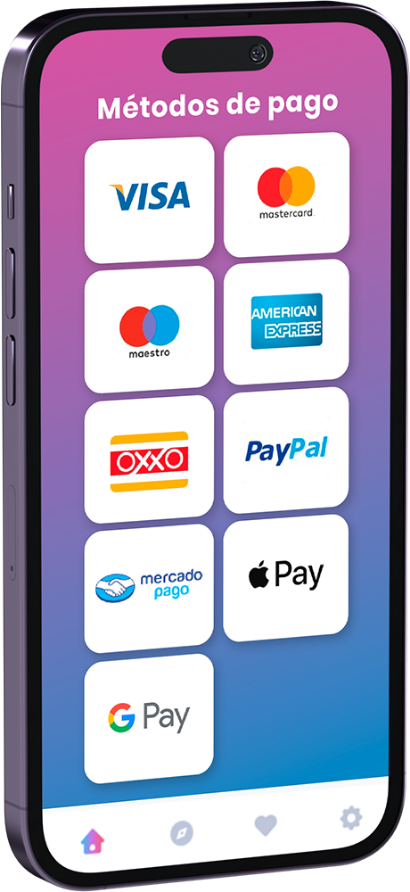 Métodos de pago
VISA
mastercard.
maestro
AMERICAN
EXPRESS
OXXO
PayPal
mercado
pago
Pay
G Pay